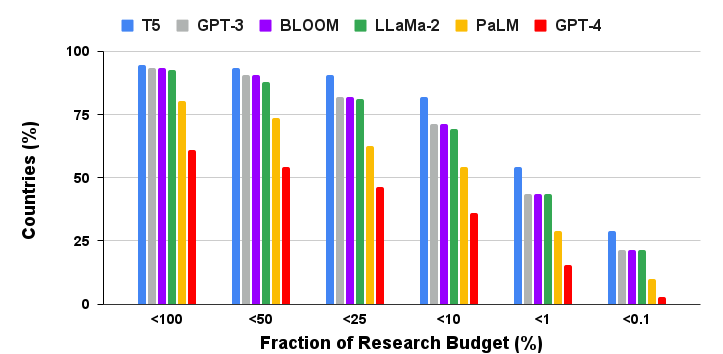 T5 GPT-3 BLOOM LLaMa-2 PaLM GPT-4
100
75
50
25
0
Countries (%)
<100 <50 <25 <10 <1 <0.1
Fraction of Research Budget (%)